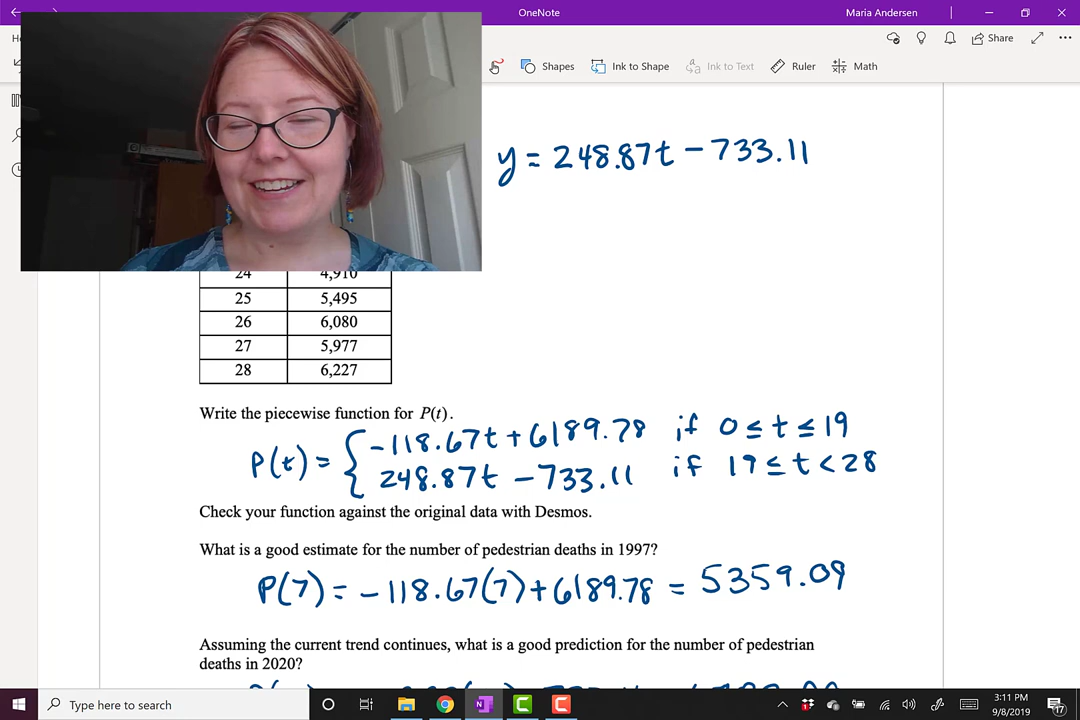 OneNote
Maria Andersen
Share
Shapes
Ink to Shape
Ink to Text
Ruler
Math
y = 248.87t - 733.11
24 4,910
25 5,495
26 6,080
27 5,977
28 6,227
Write the piecewise function for P(t).
P(t) = { -118.67t + 6189.78 if 0 ≤ t ≤ 19
248.87t - 733.11 if 19 ≤ t < 28
Check your function against the original data with Desmos.
What is a good estimate for the number of pedestrian deaths in 1997?
P(7) = -118.67(7) + 6189.78 = 5359.09
Assuming the current trend continues, what is a good prediction for the number of pedestrian
deaths in 2020?
Type here to search
3:11 PM
9/8/2019
17